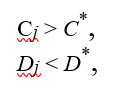 Cj > C*,
Dj < D*,